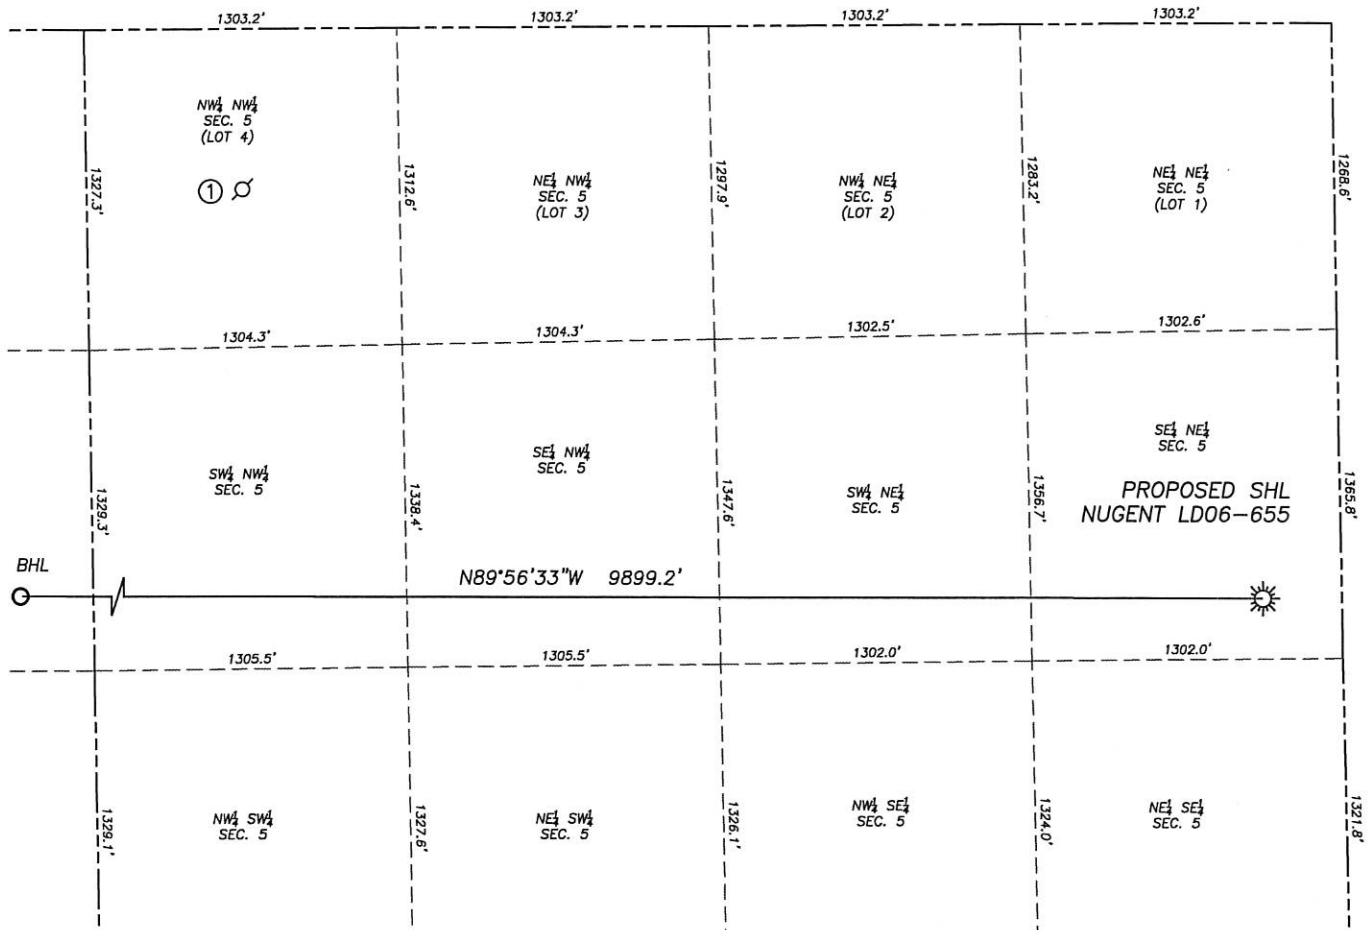 1303.2' 1303.2' 1303.2' 1303.2'
NW¼ NW¼
SEC. 5
(LOT 4)
① 
NE¼ NW¼
SEC. 5
(LOT 3)
NW¼ NE¼
SEC. 5
(LOT 2)
NE¼ NE¼
SEC. 5
(LOT 1)
1327.3' 1312.6' 1297.9' 1283.2' 1268.6'
1304.3' 1304.3' 1302.5' 1302.6'
SW¼ NW¼
SEC. 5
SE¼ NW¼
SEC. 5
SW¼ NE¼
SEC. 5
SE¼ NE¼
SEC. 5
PROPOSED SHL
NUGENT LD06-655
1329.3' 1338.4' 1347.6' 1356.7' 1365.8'
BHL
N89°56'33"W 9899.2'
1305.5' 1305.5' 1302.0' 1302.0'
NW¼ SW¼
SEC. 5
NE¼ SW¼
SEC. 5
NW¼ SE¼
SEC. 5
NE¼ SE¼
SEC. 5
1329.1' 1327.6' 1326.1' 1324.0' 1321.8'